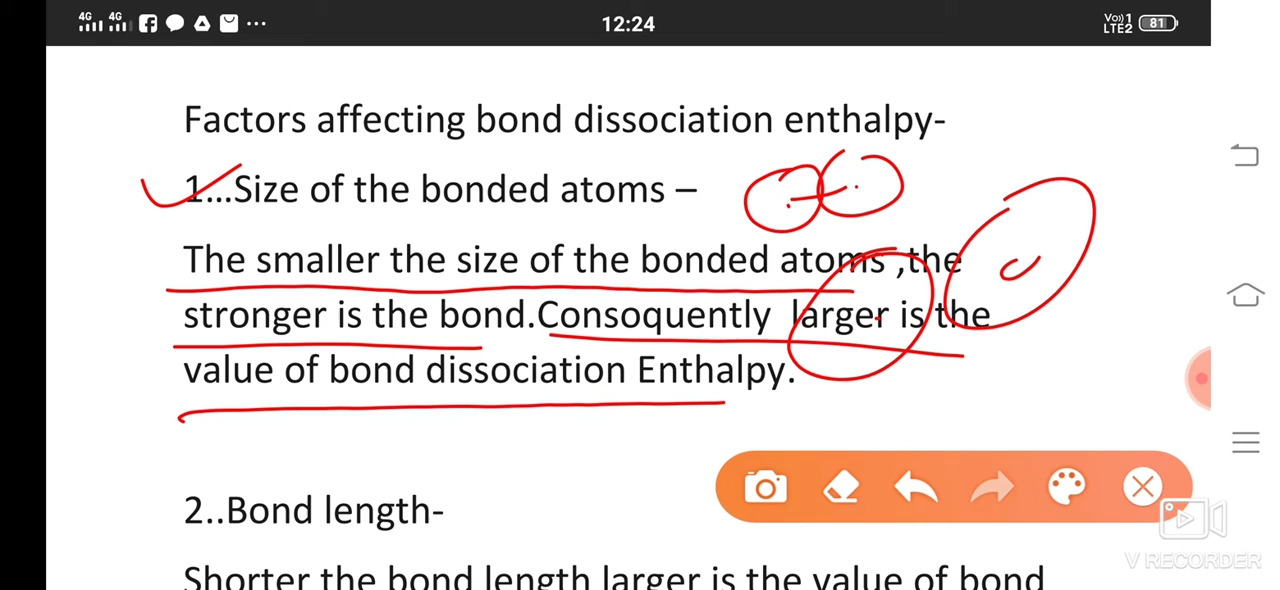 4G 4G 12:24 Vo))1 LTE2 81
Factors affecting bond dissociation enthalpy-
1...Size of the bonded atoms –
The smaller the size of the bonded atoms ,the
stronger is the bond.Consoquently larger is the
value of bond dissociation Enthalpy.
2..Bond length-
Shorter the bond length larger is the value of bond
V RECORDER